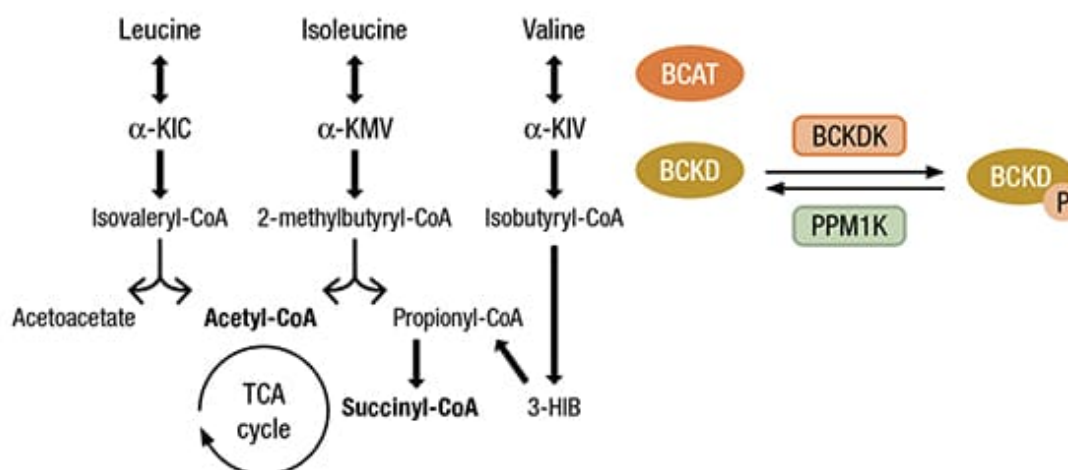 Leucine Isoleucine Valine
BCAT
α-KIC α-KMV α-KIV
BCKDK
BCKD
BCKD
P
Isovaleryl-CoA 2-methylbutyryl-CoA Isobutyryl-CoA
PPM1K
Acetoacetate Acetyl-CoA Propionyl-CoA
TCA
cycle
Succinyl-CoA 3-HIB